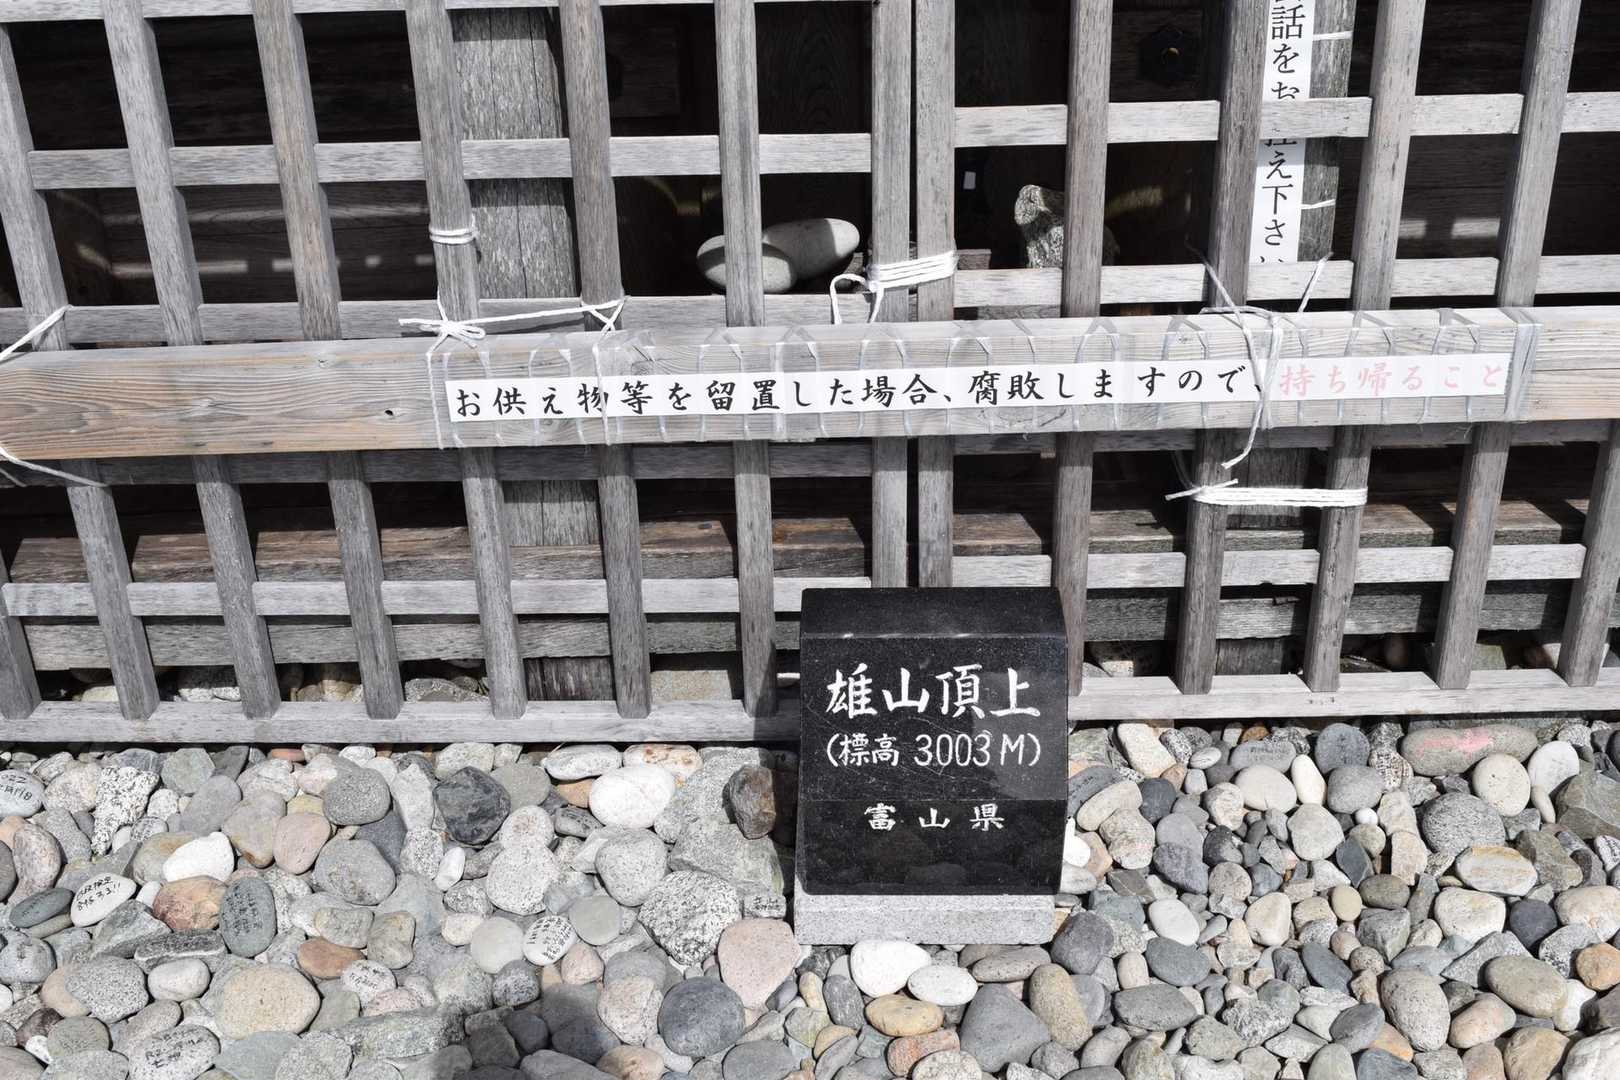 話をお
控え下さい
お供え物等を留置した場合、腐敗しますので、持ち帰ること
雄山頂上
(標高 3003M)
富山県